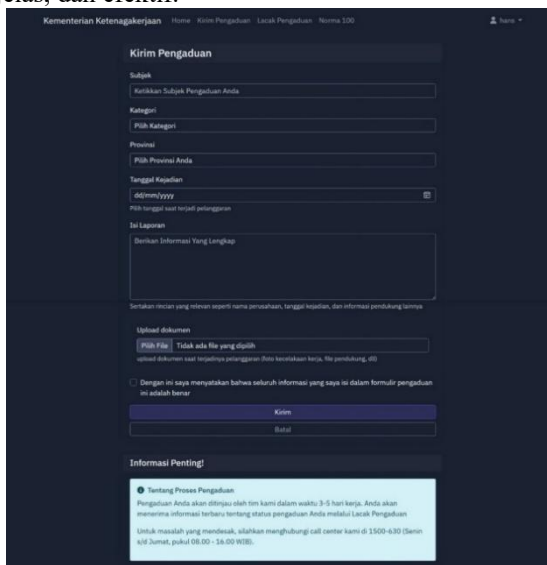 elas, dan efektif.
Kementerian Ketenagakerjaan Home Kirim Pengaduan Lacak Pengaduan Norma 100 haro
Kirim Pengaduan
Subjek
Ketikkan Subjek Pengaduan Anda
Kategori
Pilih Kategori
Provinsi
Pilih Provinsi Anda
Tanggal Kejadian
dd/mm/yyyy
Pilih tanggal saat terjadi pelanggaran
Isi Laporan
Berikan Informasi Yang Lengkap
Sertakan rincian yang relevan seperti nama perusahaan, tanggal kejadian, dan informasi pendukung lainnya
Upload dokumen
Pilih File Tidak ada file yang dipilih
upload dokumen saat terjadinya pelanggaran (foto kecelakaan kerja, file pendukung, dll)
Dengan ini saya menyatakan bahwa seluruh informasi yang saya isi dalam formulir pengaduan
ini adalah benar
Kirim
Batal
Informasi Penting!
Tentang Proses Pengaduan
Pengaduan Anda akan ditinjau oleh tim kami dalam waktu 3-5 hari kerja. Anda akan
menerima informasi terbaru tentang status pengaduan Anda melalui Lacak Pengaduan
Untuk masalah yang mendesak, silahkan menghubungi call center kami di 1500-630 (Senin
s/d Jumat, pukul 08.00 - 16.00 WIB).